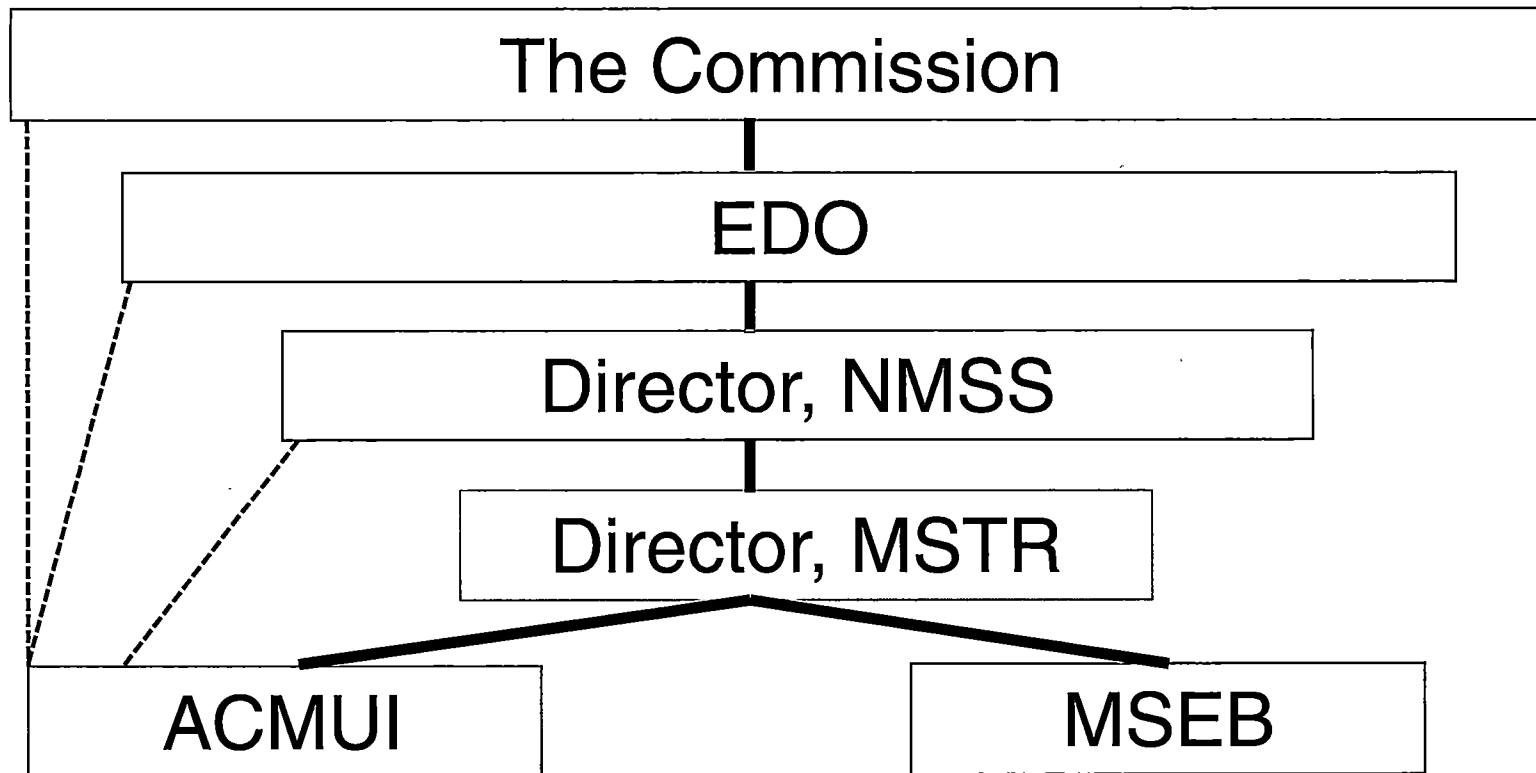 The Commission
EDO
Director, NMSS
Director, MSTR
ACMUI
MSEB